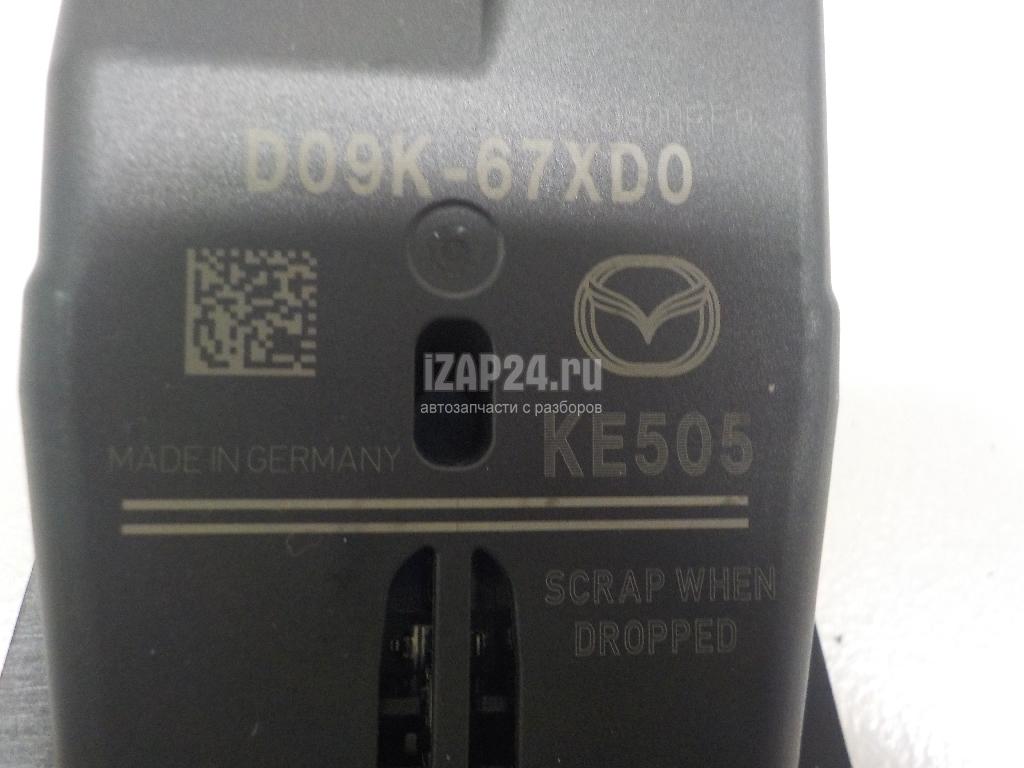 D09K-67XD0
iZAP24.ru
автозапчасти с разборов
KE505
MADE IN GERMANY
SCRAP WHEN
DROPPED